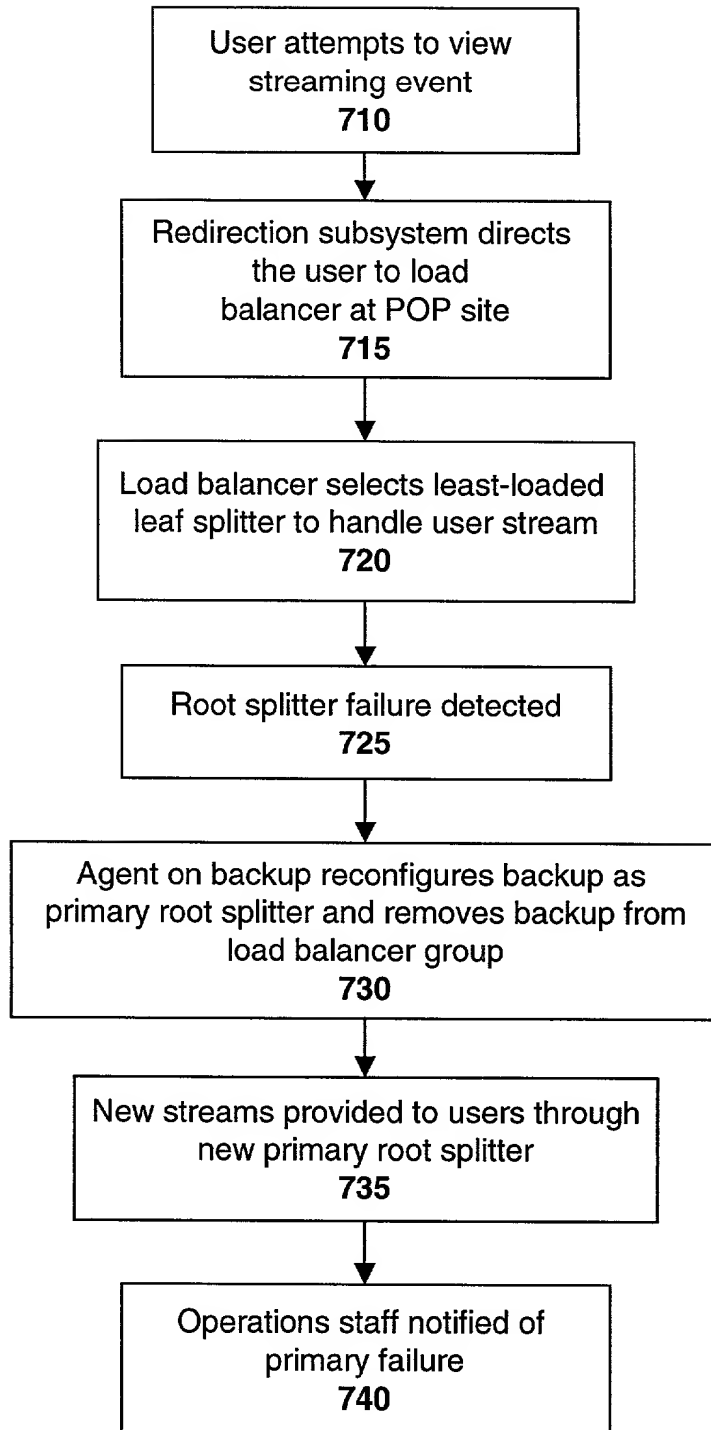 User attempts to view
streaming event
710
Redirection subsystem directs
the user to load
balancer at POP site
715
Load balancer selects least-loaded
leaf splitter to handle user stream
720
Root splitter failure detected
725
Agent on backup reconfigures backup as
primary root splitter and removes backup from
load balancer group
730
New streams provided to users through
new primary root splitter
735
Operations staff notified of
primary failure
740